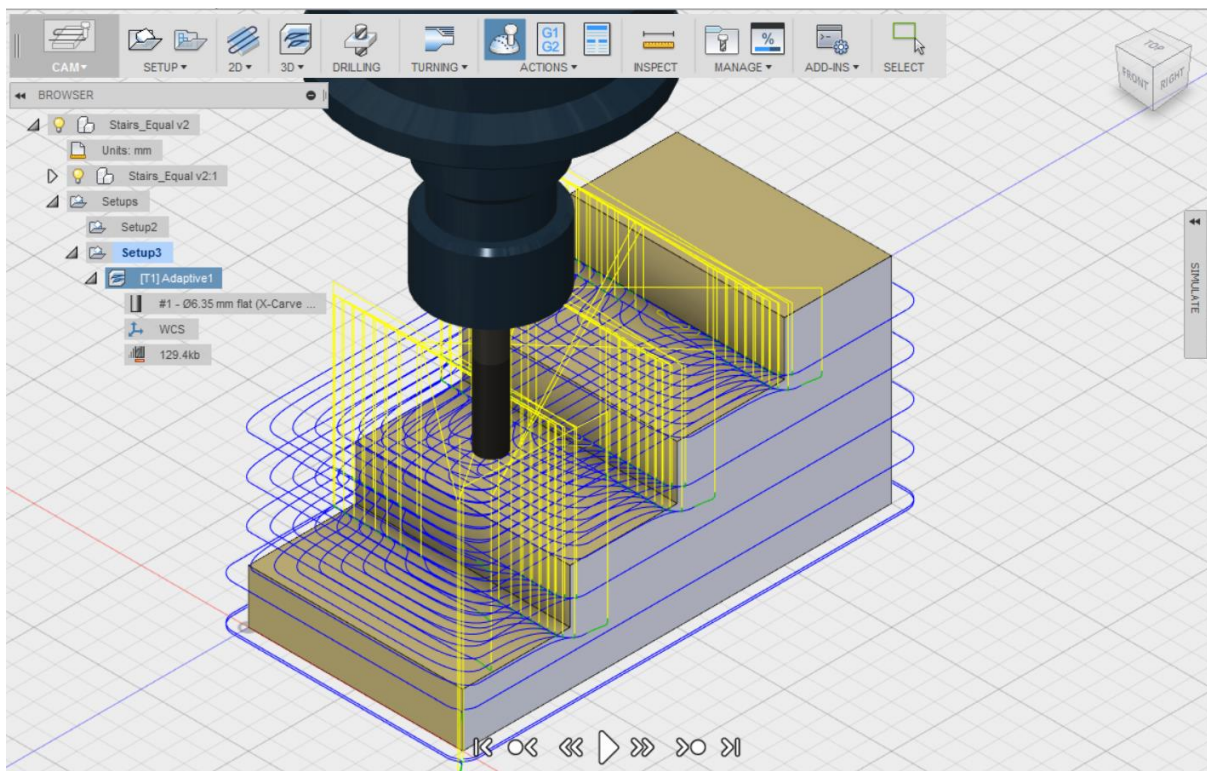 CAM▾ SETUP▾ 2D▾ 3D▾ DRILLING TURNING▾ G1 G2 ACTIONS▾ INSPECT % MANAGE▾ ADD-INS▾ SELECT
BROWSER
TOP
FRONT RIGHT
Stairs_Equal v2
Units: mm
Stairs_Equal v2:1
Setups
Setup2
Setup3
[T1] Adaptive1
#1 - Ø6.35 mm flat (X-Carve ...
WCS
129.4kb
SIMULATE